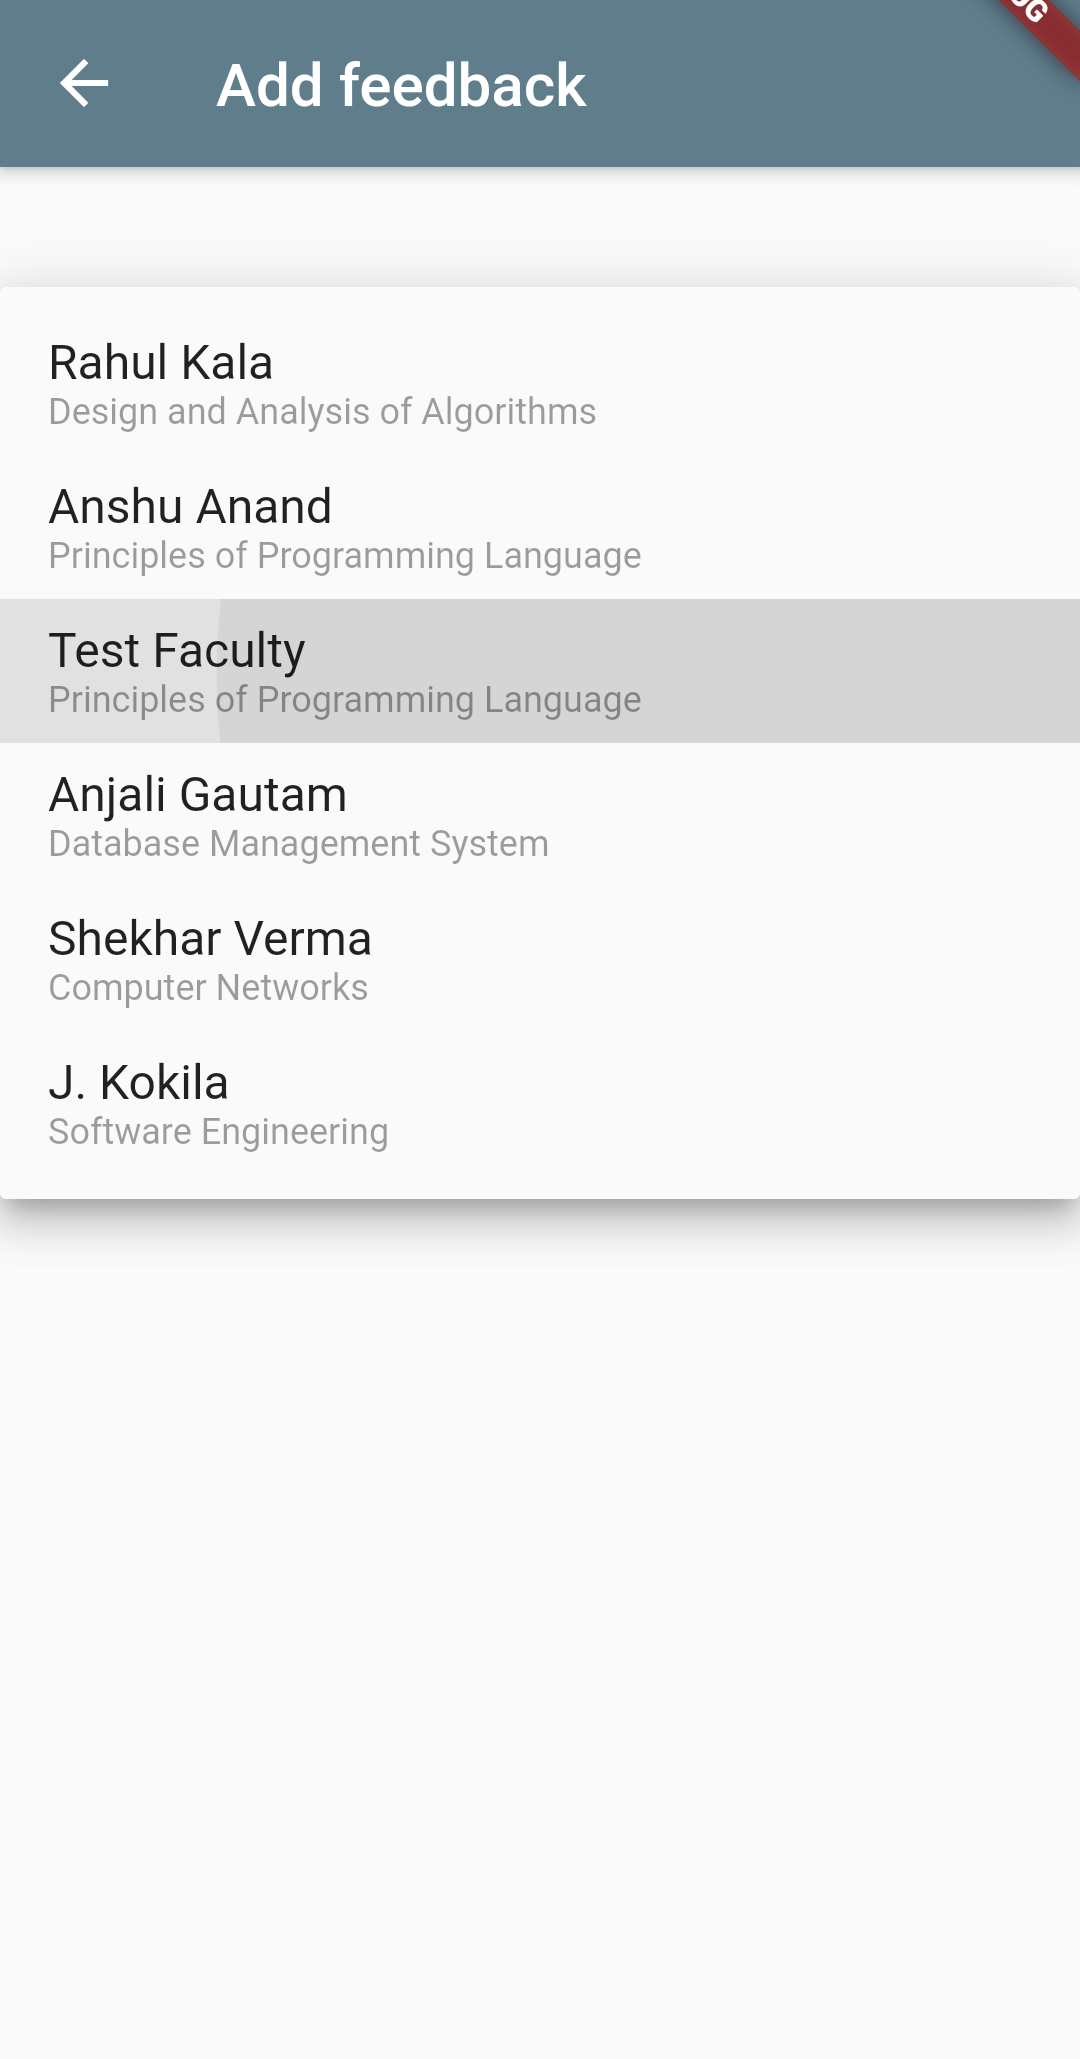 Add feedback
Rahul Kala
Design and Analysis of Algorithms
Anshu Anand
Principles of Programming Language
Test Faculty
Principles of Programming Language
Anjali Gautam
Database Management System
Shekhar Verma
Computer Networks
J. Kokila
Software Engineering